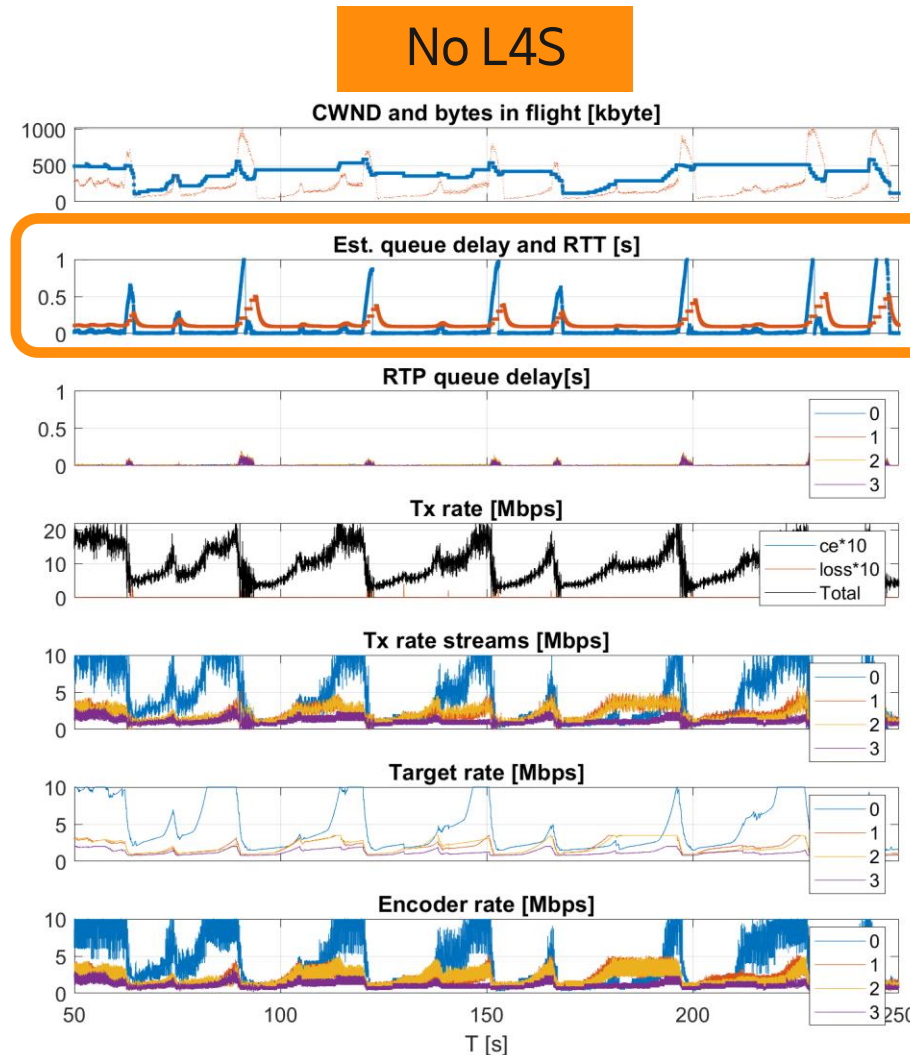 No L4S
CWND and bytes in flight [kbyte]
1000
500
0
Est. queue delay and RTT [s]
1
0.5
0
RTP queue delay[s]
1
0.5
0
0
1
2
3
Tx rate [Mbps]
20
10
0
ce*10
loss*10
Total
Tx rate streams [Mbps]
10
5
0
0
1
2
3
Target rate [Mbps]
10
5
0
0
1
2
3
Encoder rate [Mbps]
10
5
0
0
1
2
3
50 100 150 200 250
T [s]